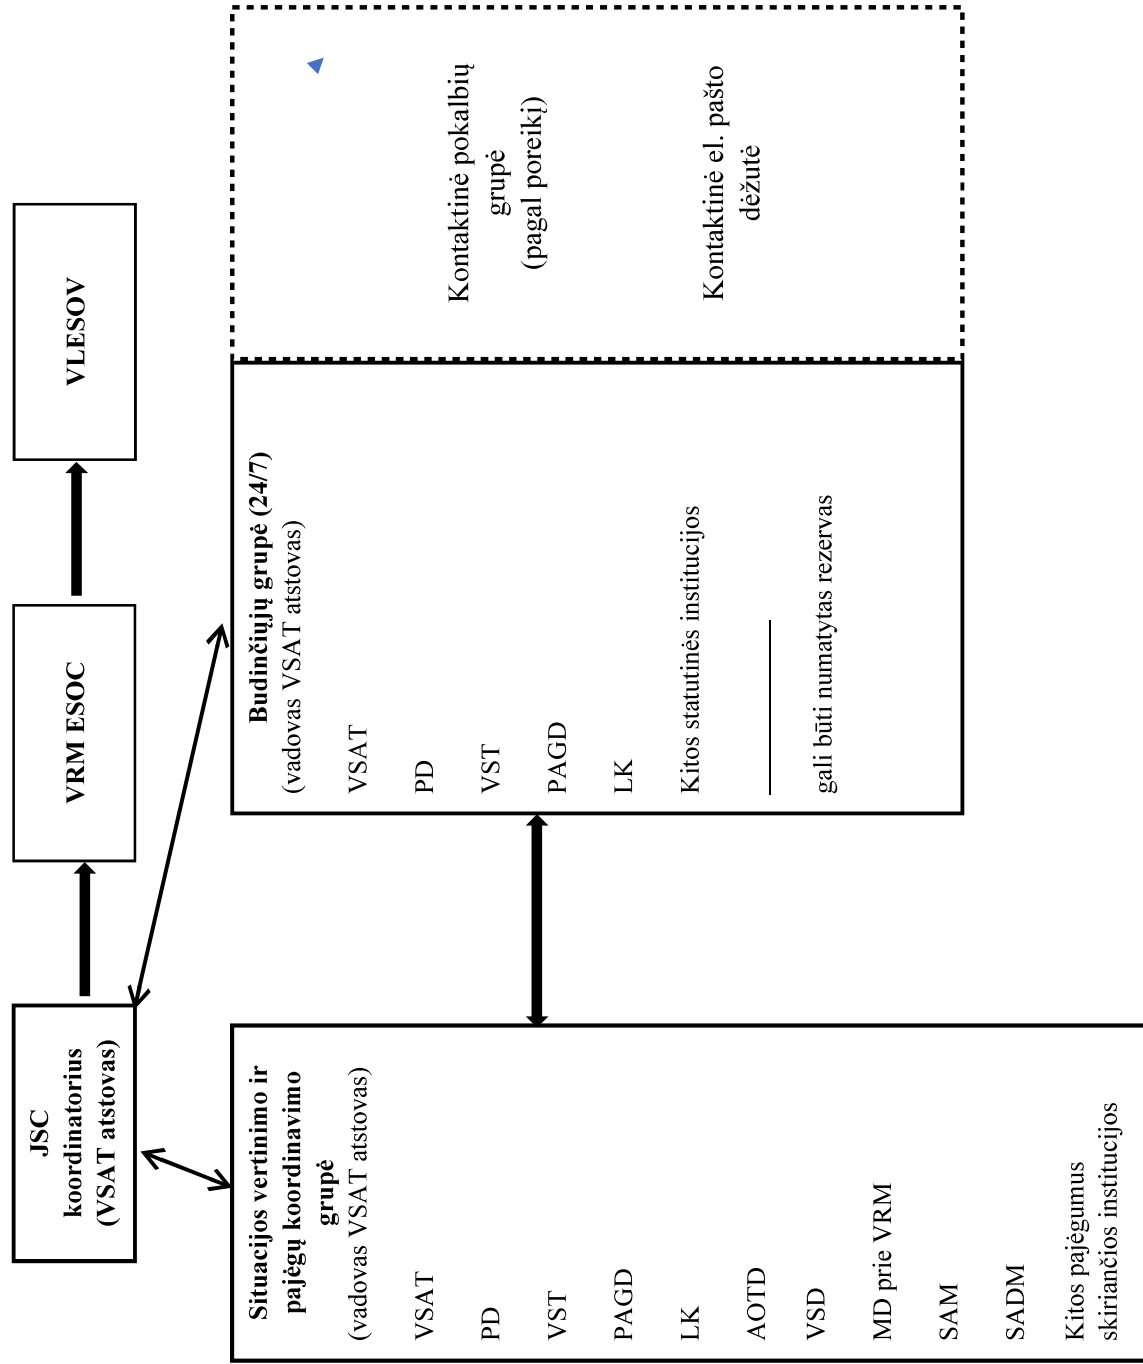 JSC
koordinatorius
(VSAT atstovas)
VRM ESOC
VLESOV
Situacijos vertinimo ir
pajėgų koordinavimo
grupė
(vadovas VSAT atstovas)
VSAT
PD
VST
PAGD
LK
AOTD
VSD
MD prie VRM
SAM
SADM
Kitos pajėgumus
skiriančios institucijos
Budinčiųjų grupė (24/7)
(vadovas VSAT atstovas)
VSAT
PD
VST
PAGD
LK
Kitos statutinės institucijos
gali būti numatytas rezervas
Kontaktinė pokalbių
grupė
(pagal poreikį)
Kontaktinė el. pašto
dėžutė